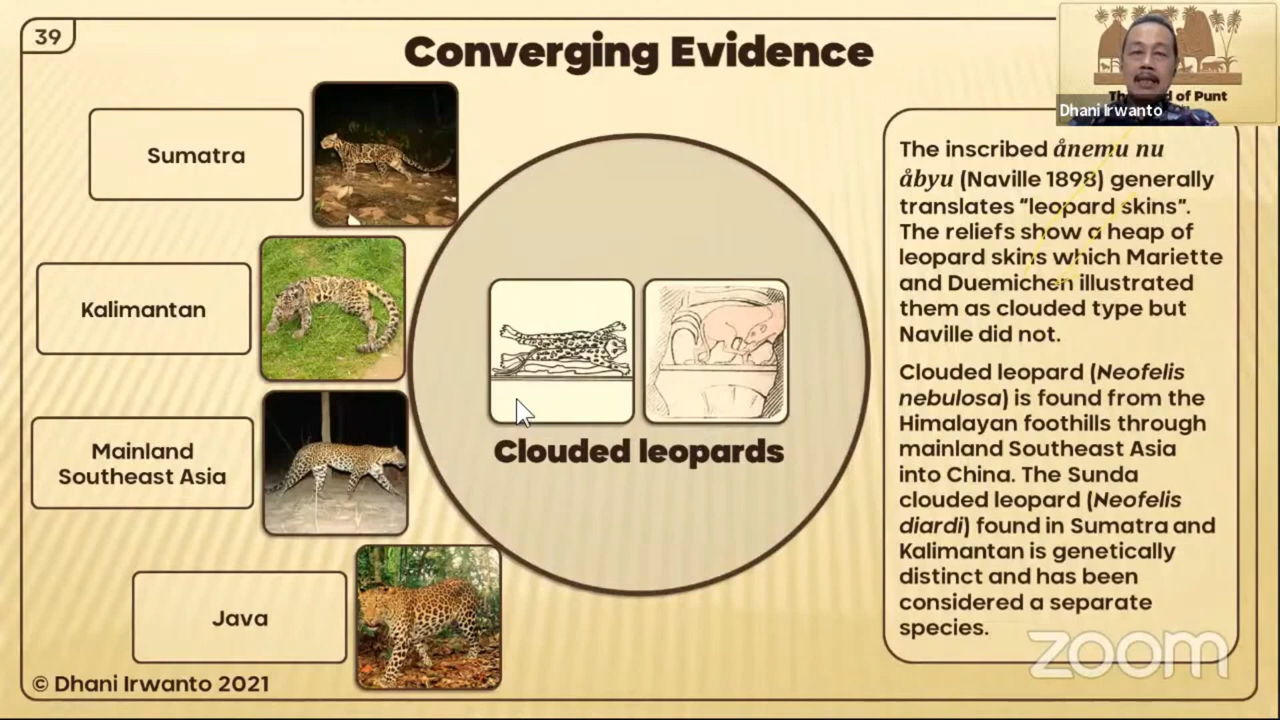 39
Converging Evidence
Dhani Irwanto
Sumatra
Kalimantan
Mainland
Southeast Asia
Java
Clouded leopards
The inscribed ånemu nu
åbyu (Naville 1898) generally
translates "leopard skins".
The reliefs show a heap of
leopard skins which Mariette
and Duemichen illustrated
them as clouded type but
Naville did not.
Clouded leopard (Neofelis
nebulosa) is found from the
Himalayan foothills through
mainland Southeast Asia
into China. The Sunda
clouded leopard (Neofelis
diardi) found in Sumatra and
Kalimantan is genetically
distinct and has been
considered a separate
species.
zoom
© Dhani Irwanto 2021